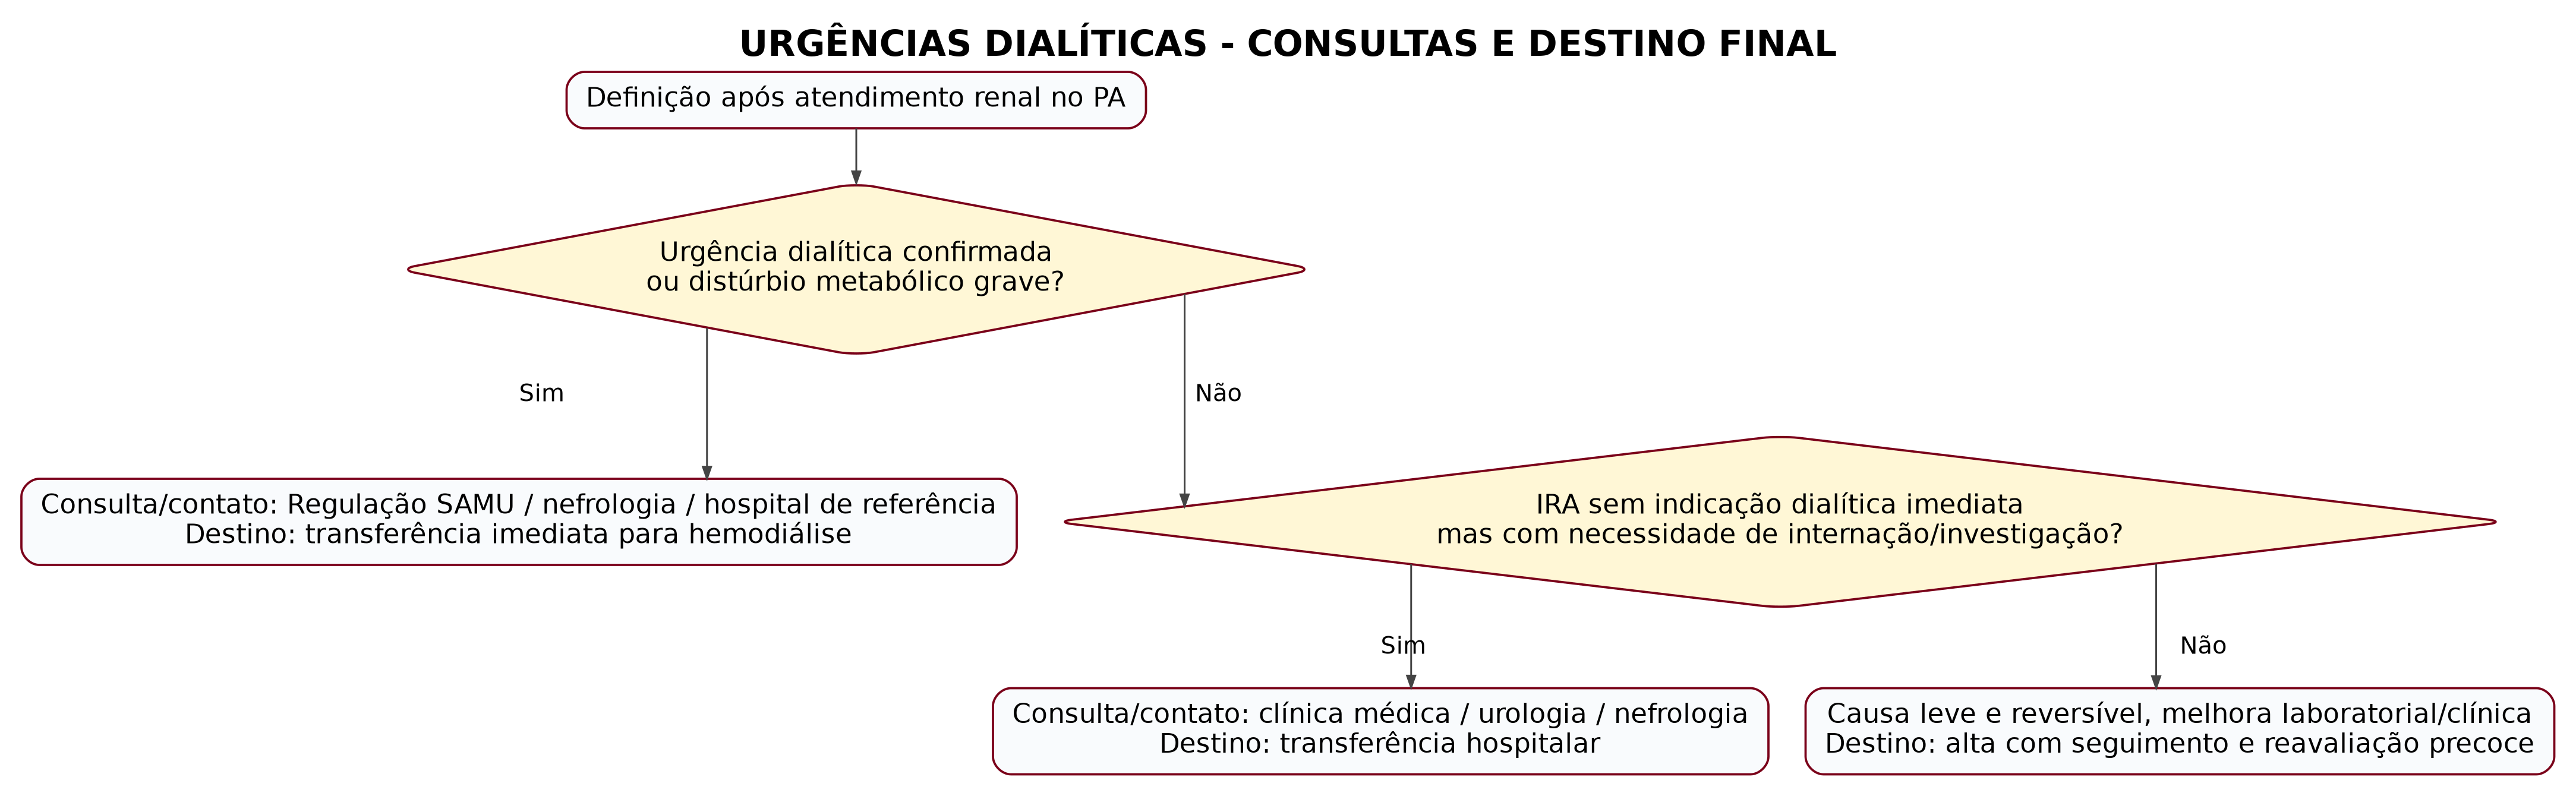 URGÊNCIAS DIALÍTICAS - CONSULTAS E DESTINO FINAL
Definição após atendimento renal no PA
Urgência dialítica confirmada
ou distúrbio metabólico grave?
Sim
Não
Consulta/contato: Regulação SAMU / nefrologia / hospital de referência
Destino: transferência imediata para hemodiálise
IRA sem indicação dialítica imediata
mas com necessidade de internação/investigação?
Sim
Não
Consulta/contato: clínica médica / urologia / nefrologia
Destino: transferência hospitalar
Causa leve e reversível, melhora laboratorial/clínica
Destino: alta com seguimento e reavaliação precoce